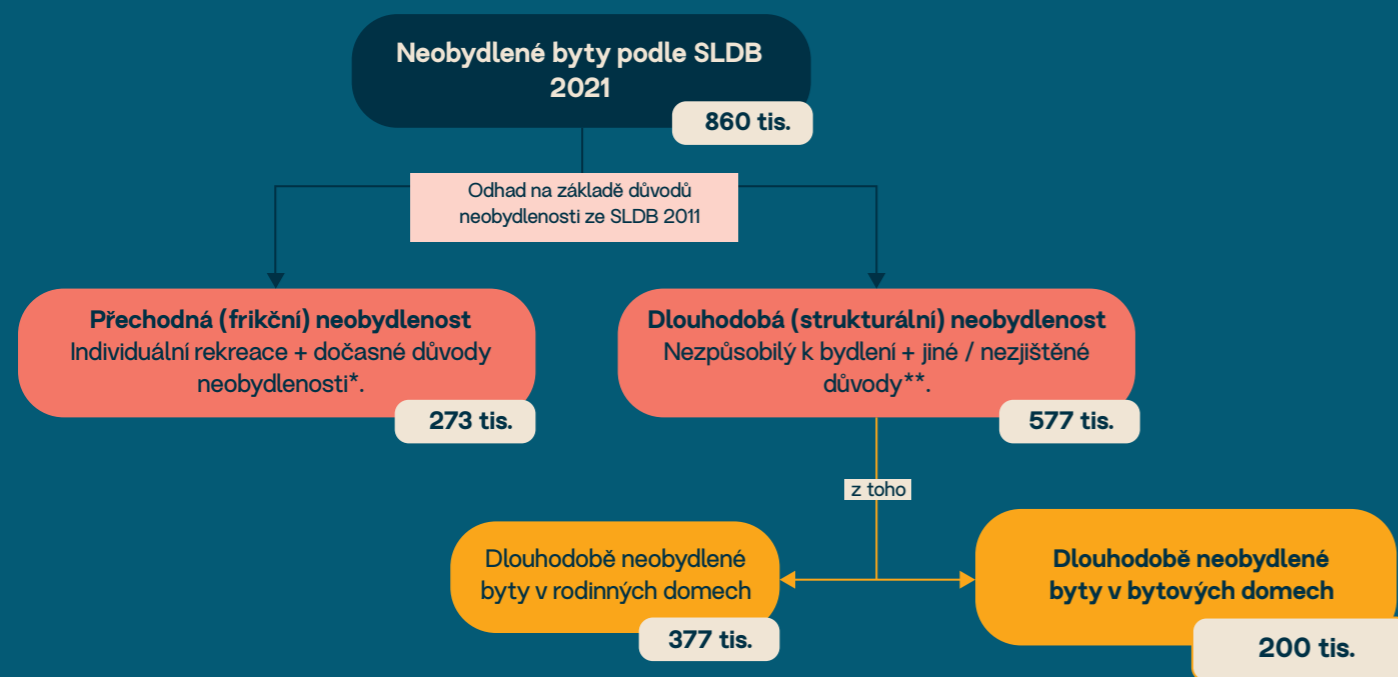 Neobydlené byty podle SLDB
2021
860 tis.
Odhad na základě důvodů
neobydlenosti ze SLDB 2011
Přechodná (frikční) neobydlenost
Individuální rekreace + dočasné důvody
neobydlenosti*.
273 tis.
Dlouhodobá (strukturální) neobydlenost
Nezpůsobilý k bydlení + jiné / nezjištěné
důvody**.
577 tis.
z toho
Dlouhodobě neobydlené
byty v rodinných domech
377 tis.
Dlouhodobě neobydlené
byty v bytových domech
200 tis.